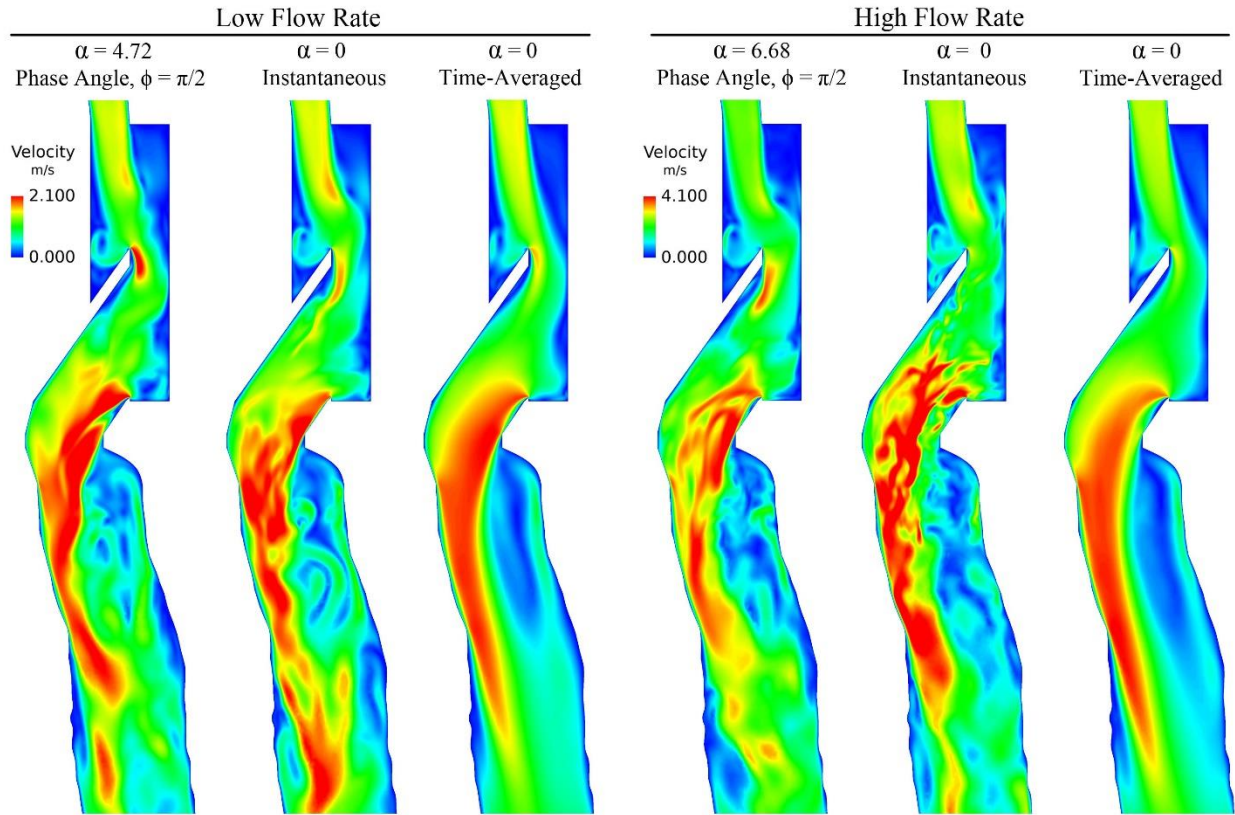 Low Flow Rate
α = 4.72
Phase Angle, ϕ = π/2
α = 0
Instantaneous
α = 0
Time-Averaged
Velocity
m/s
2.100
0.000
High Flow Rate
α = 6.68
Phase Angle, ϕ = π/2
α = 0
Instantaneous
α = 0
Time-Averaged
Velocity
m/s
4.100
0.000